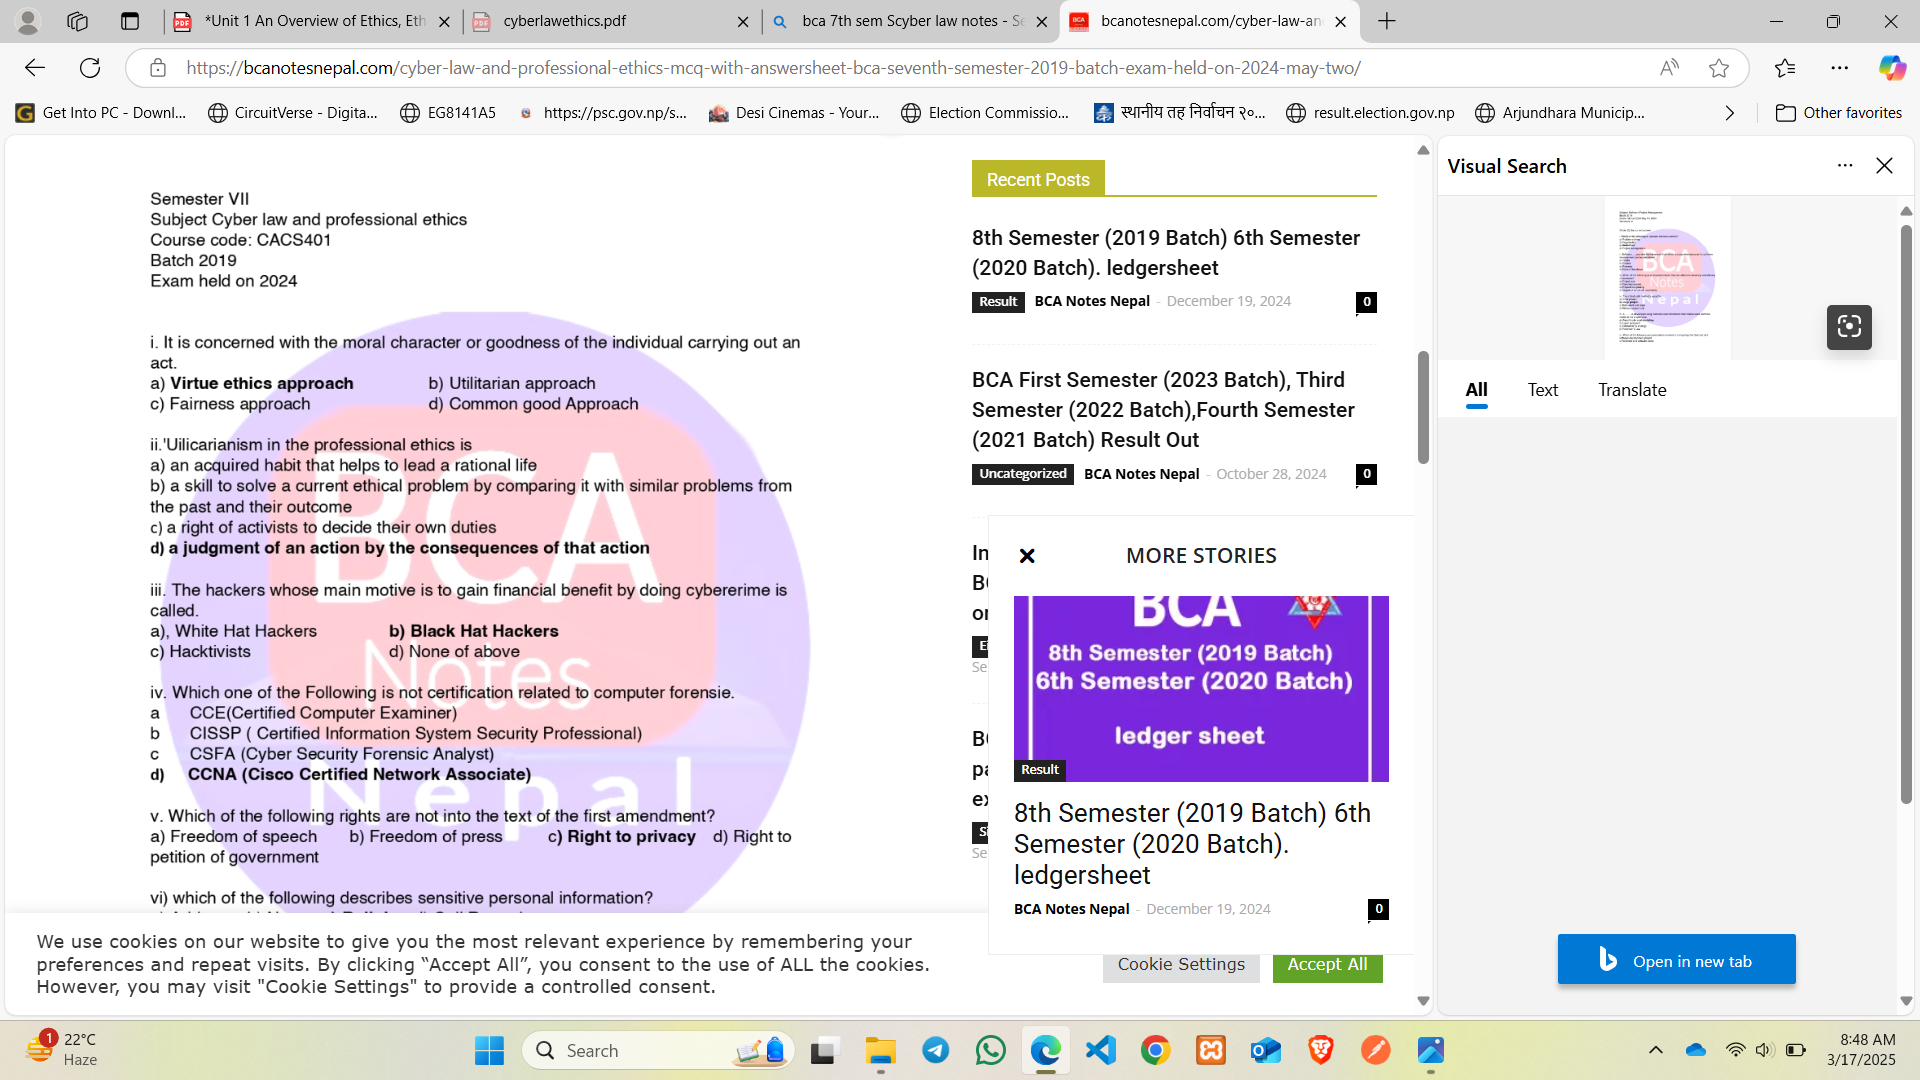 *Unit 1 An Overview of Ethics, Eth
cyberlawethics.pdf
bca 7th sem Scyber law notes - Se
bcanotesnepal.com/cyber-law-an
https://bcanotesnepal.com/cyber-law-and-professional-ethics-mcq-with-answersheet-bca-seventh-semester-2019-batch-exam-held-on-2024-may-two/
Get Into PC - Downl...
CircuitVerse - Digita...
EG8141A5
https://psc.gov.np/s...
Desi Cinemas - Your...
Election Commissio...
स्थानीय तह निर्वाचन २०...
result.election.gov.np
Arjundhara Municip...
Other favorites
Semester VII
Subject Cyber law and professional ethics
Course code: CACS401
Batch 2019
Exam held on 2024
i. It is concerned with the moral character or goodness of the individual carrying out an
act.
a) Virtue ethics approach b) Utilitarian approach
c) Fairness approach d) Common good Approach
ii.'Uilicarianism in the professional ethics is
a) an acquired habit that helps to lead a rational life
b) a skill to solve a current ethical problem by comparing it with similar problems from
the past and their outcome
c) a right of activists to decide their own duties
d) a judgment of an action by the consequences of that action
iii. The hackers whose main motive is to gain financial benefit by doing cybererime is
called.
a), White Hat Hackers b) Black Hat Hackers
c) Hacktivists d) None of above
iv. Which one of the Following is not certification related to computer forensie.
a CCE(Certified Computer Examiner)
b CISSP ( Certified Information System Security Professional)
c CSFA (Cyber Security Forensic Analyst)
d) CCNA (Cisco Certified Network Associate)
v. Which of the following rights are not into the text of the first amendment?
a) Freedom of speech b) Freedom of press c) Right to privacy d) Right to
petition of government
vi) which of the following describes sensitive personal information?
BCA
Notes
Nepal
Recent Posts
8th Semester (2019 Batch) 6th Semester
(2020 Batch). ledgersheet
Result BCA Notes Nepal - December 19, 2024 0
BCA First Semester (2023 Batch), Third
Semester (2022 Batch),Fourth Semester
(2021 Batch) Result Out
Uncategorized BCA Notes Nepal - October 28, 2024 0
MORE STORIES
BCA
8th Semester (2019 Batch)
6th Semester (2020 Batch)
ledger sheet
Result
8th Semester (2019 Batch) 6th
Semester (2020 Batch).
ledgersheet
BCA Notes Nepal - December 19, 2024 0
We use cookies on our website to give you the most relevant experience by remembering your
preferences and repeat visits. By clicking “Accept All”, you consent to the use of ALL the cookies.
However, you may visit "Cookie Settings" to provide a controlled consent.
Cookie Settings
Accept All
Visual Search
BCA
Notes
Nepal
All
Text
Translate
Open in new tab
1
22°C
Haze
Search
8:48 AM
3/17/2025